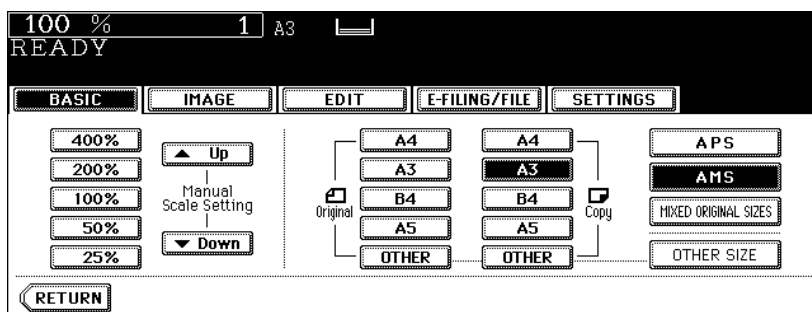 100 % 1 A3
READY
BASIC IMAGE EDIT E-FILING/FILE SETTINGS
400% Up A4 A4 APS
200% A3 A3 AMS
100% Manual Scale Setting Original B4 B4 Copy MIXED ORIGINAL SIZES
50% Down A5 A5
25% OTHER OTHER OTHER SIZE
RETURN